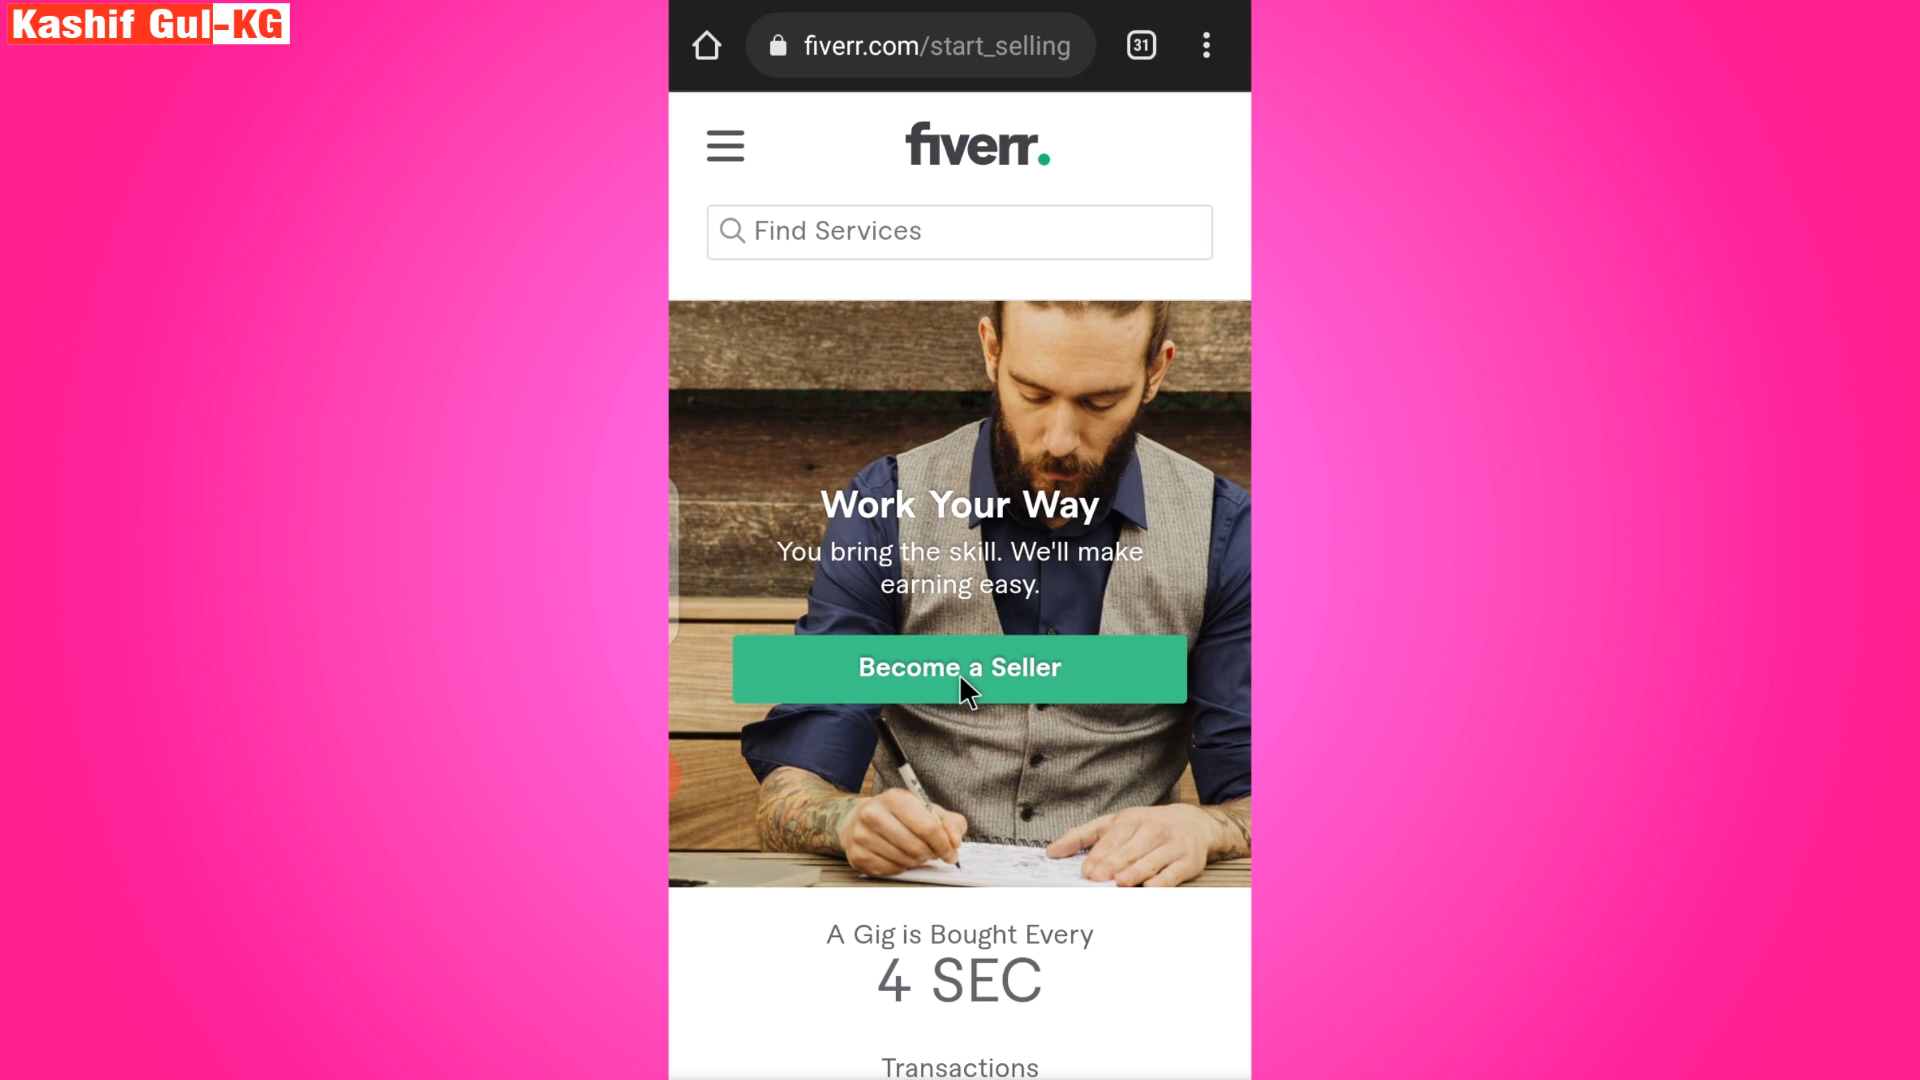 Kashif Gul-KG
fiverr.com/start_selling
31
fiverr.
Find Services
Work Your Way
You bring the skill. We'll make
earning easy.
Become a Seller
A Gig is Bought Every
4 SEC
Transactions